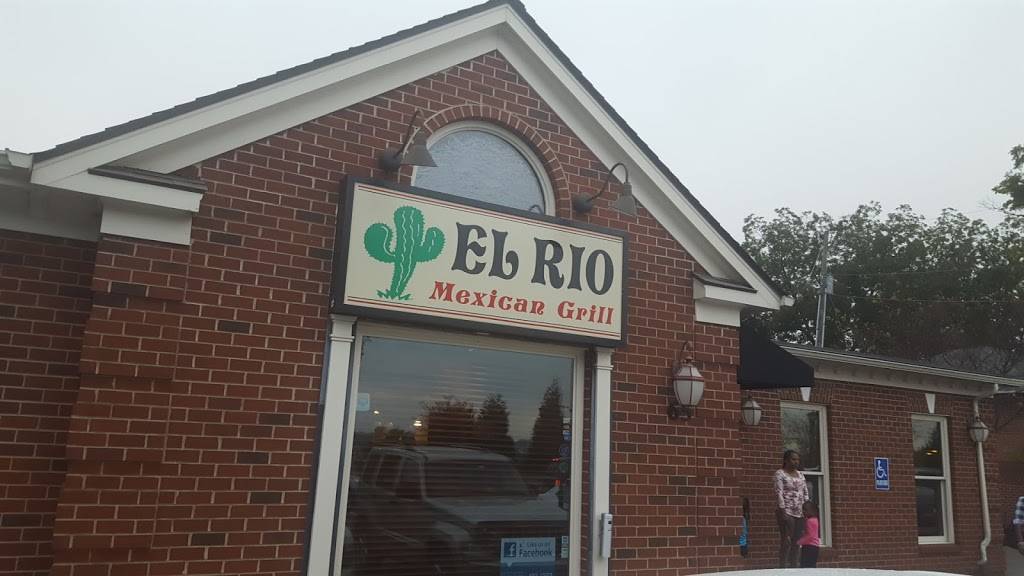 EL RIO
Mexican Grill
Facebook